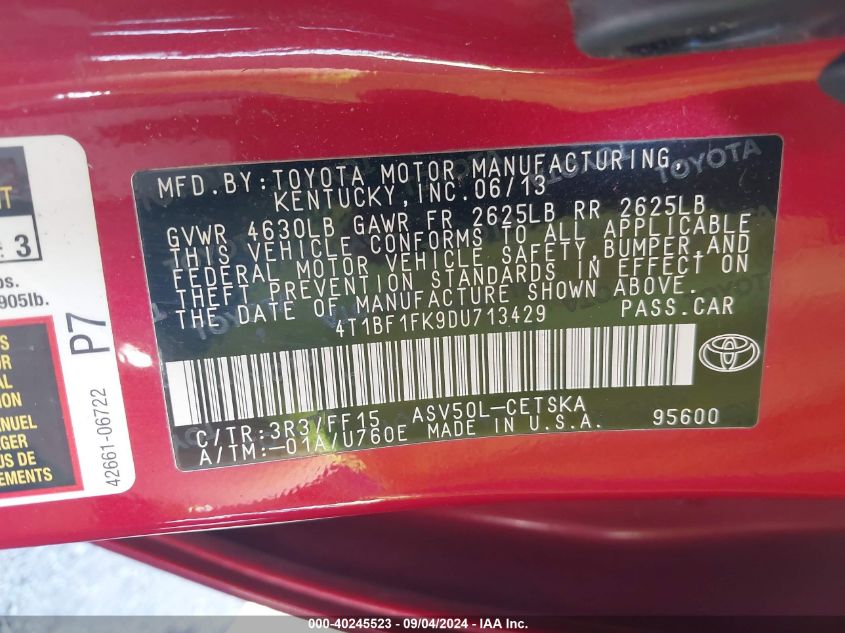 MFD.BY:TOYOTA MOTOR MANUFACTURING,
KENTUCKY,INC.06/13
GVWR 4630LB GAWR FR 2625LB RR 2625LB
THIS VEHICLE CONFORMS TO ALL APPLICABLE
FEDERAL MOTOR VEHICLE SAFETY,BUMPER,AND
THEFT PREVENTION STANDARDS IN EFFECT ON
THE DATE OF MANUFACTURE SHOWN ABOVE.
4T1BF1FK9DU713429 PASS.CAR
C/TR:3R3/FF15 ASV50L-CETSKA
A/TM:-01A/U760E MADE IN U.S.A. 95600
TOYOTA
3
905lb.
P7
42661-06722
000-40245523 - 09/04/2024 - IAA Inc.